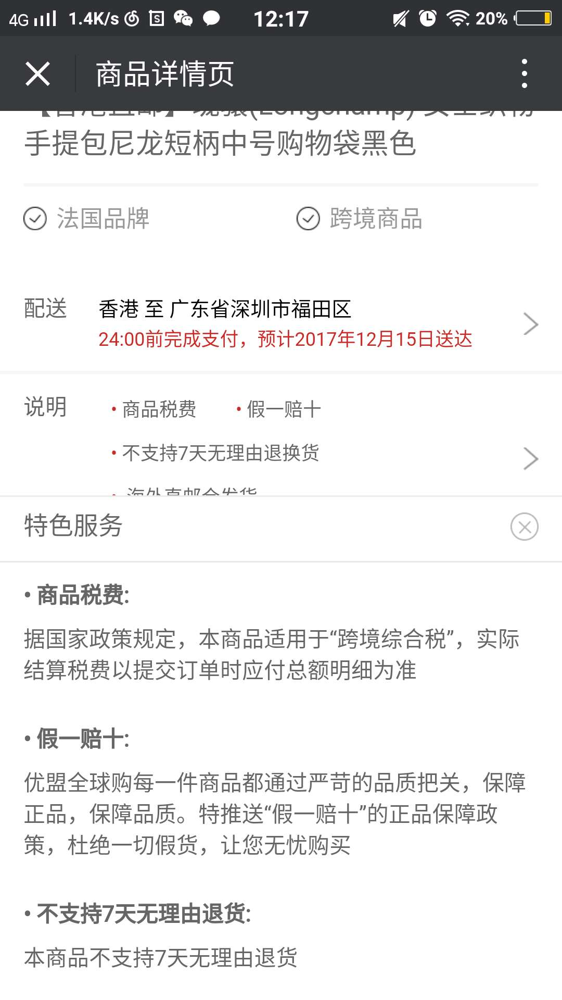 4G 1.4K/s 12:17 20%
商品详情页
(Longchamp)
手提包尼龙短柄中号购物袋黑色
法国品牌 跨境商品
配送 香港 至 广东省深圳市福田区
24:00前完成支付，预计2017年12月15日送达
说明 • 商品税费 • 假一赔十
• 不支持7天无理由退换货
特色服务
• 商品税费:
据国家政策规定，本商品适用于“跨境综合税”，实际
结算税费以提交订单时应付总额明细为准
• 假一赔十:
优盟全球购每一件商品都通过严苛的品质把关，保障
正品，保障品质。特推送“假一赔十”的正品保障政
策，杜绝一切假货，让您无忧购买
• 不支持7天无理由退货:
本商品不支持7天无理由退货